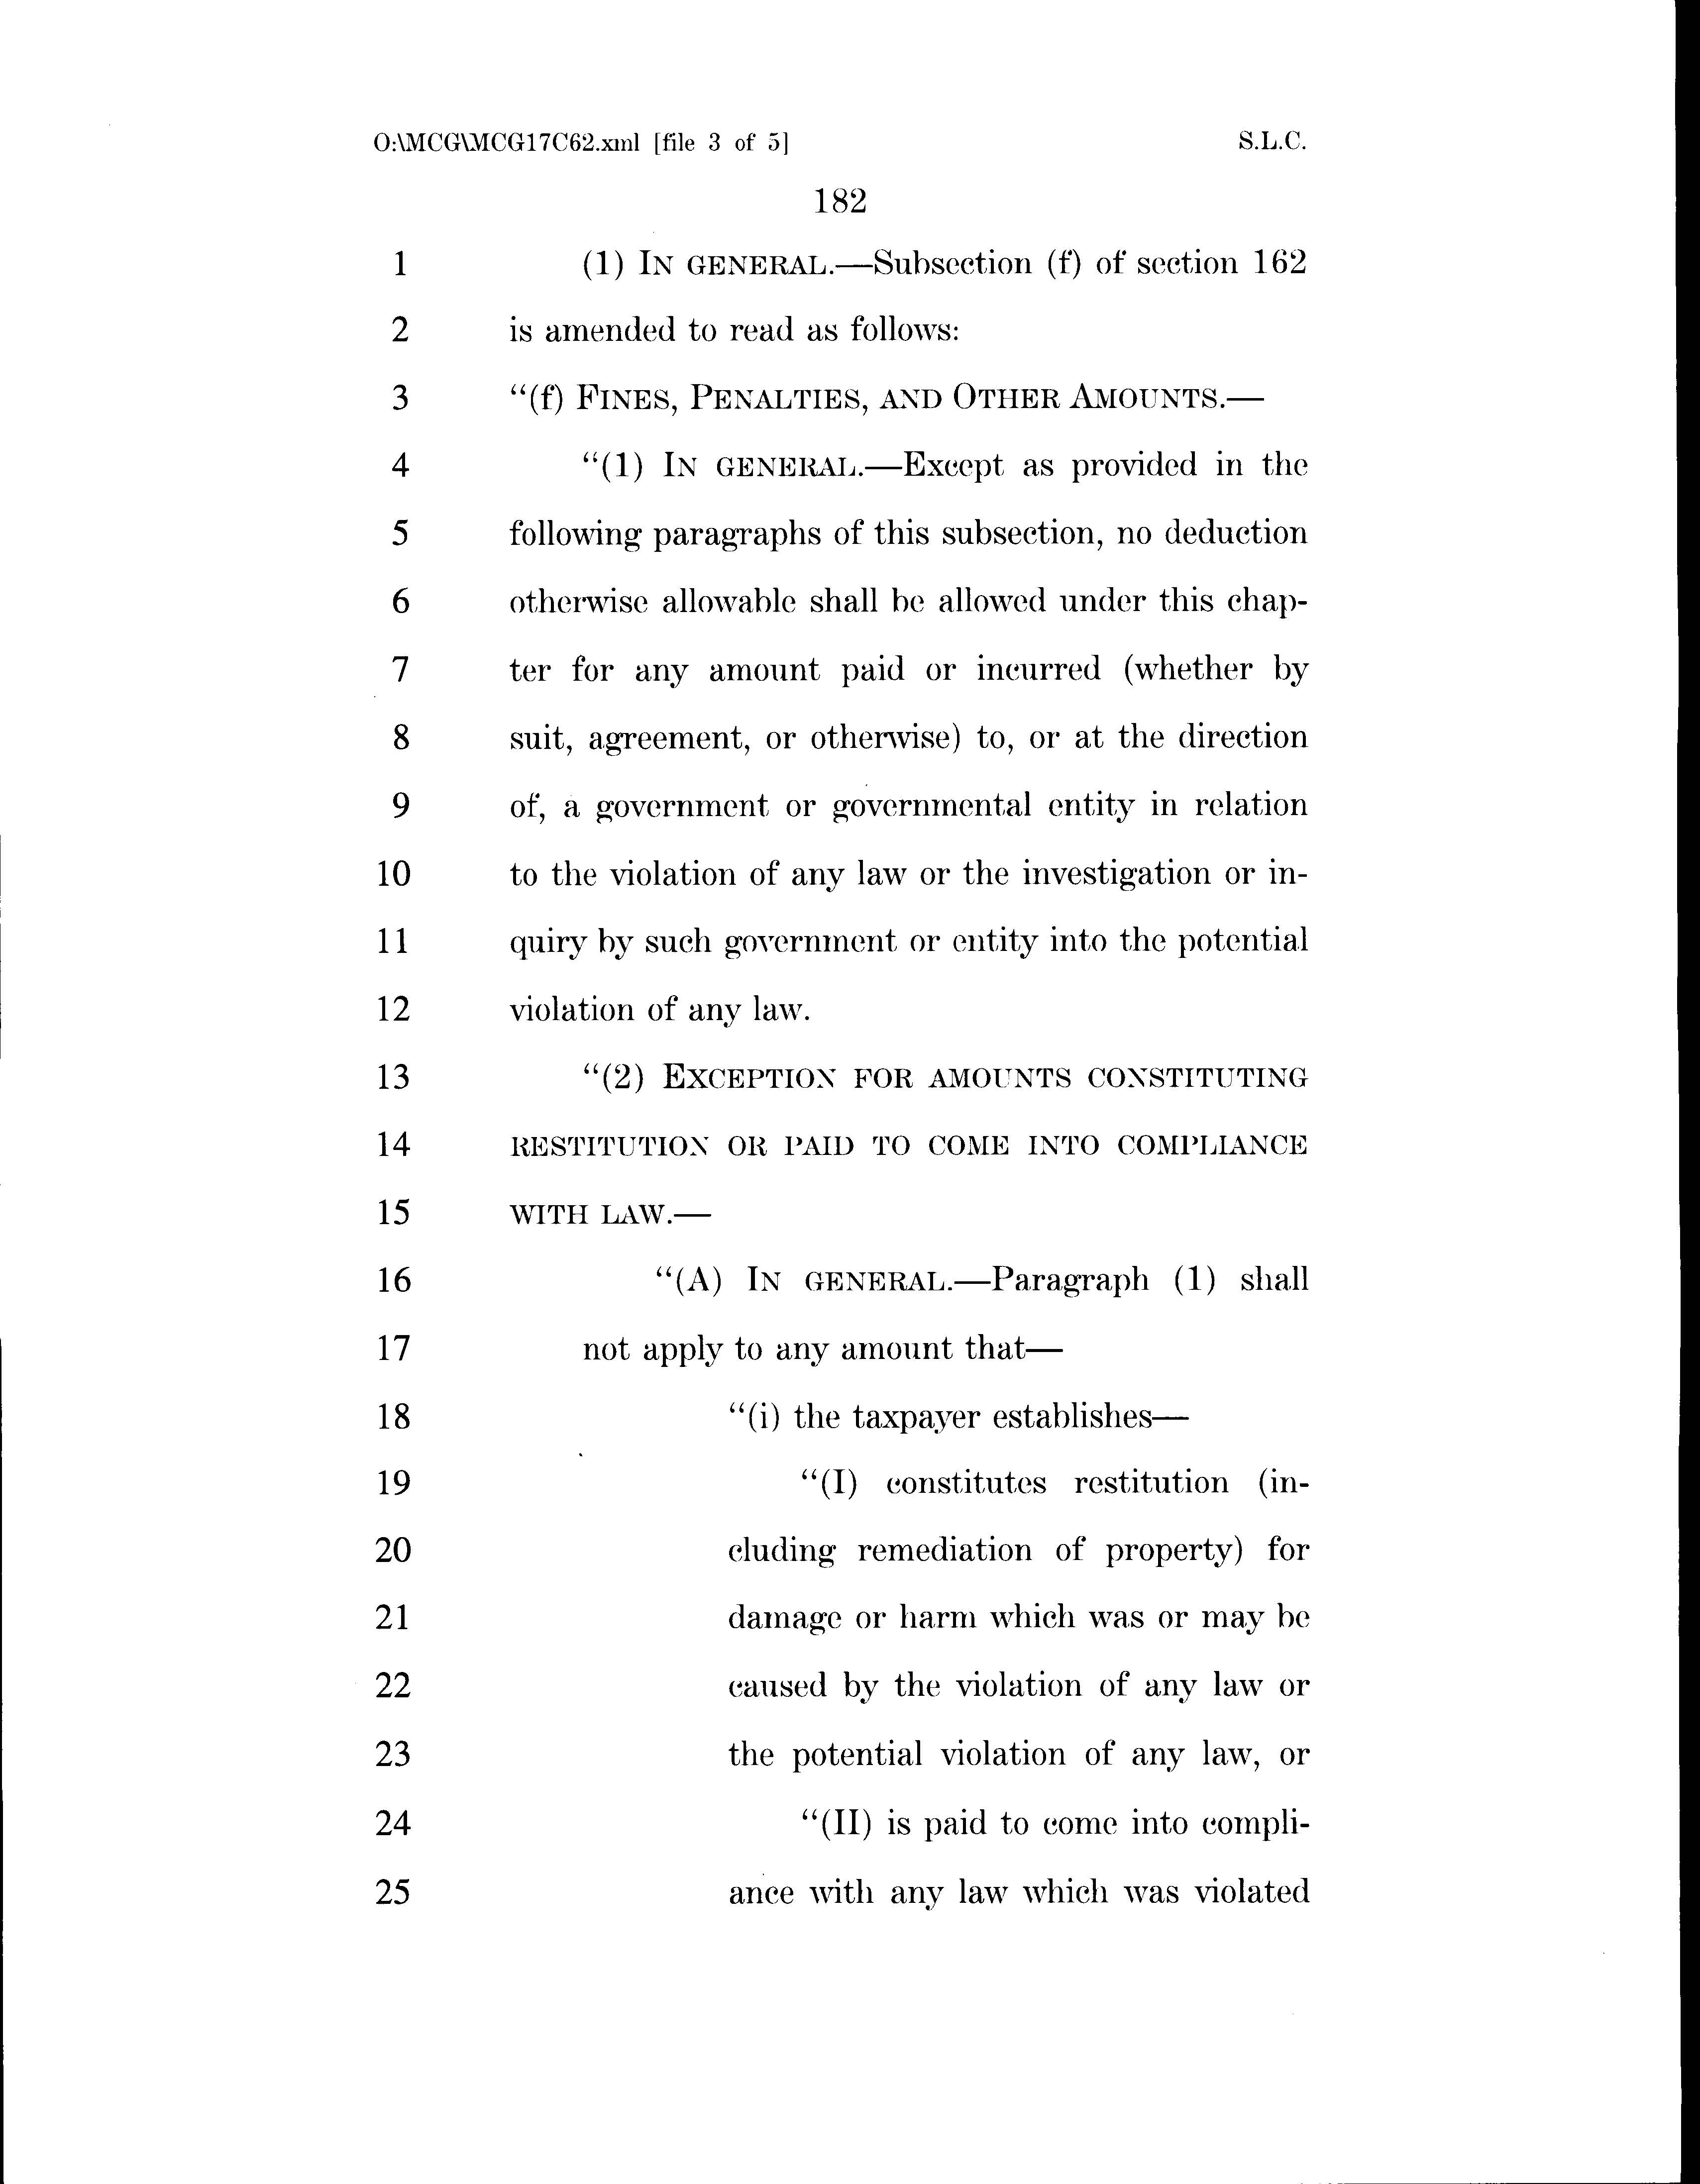 O:\MCG\MCG17C62.xml [file 3 of 5] S.L.C.
182
1 (1) IN GENERAL.—Subsection (f) of section 162
2 is amended to read as follows:
3 “(f) FINES, PENALTIES, AND OTHER AMOUNTS.—
4 “(1) IN GENERAL.—Except as provided in the
5 following paragraphs of this subsection, no deduction
6 otherwise allowable shall be allowed under this chap-
7 ter for any amount paid or incurred (whether by
8 suit, agreement, or otherwise) to, or at the direction
9 of, a government or governmental entity in relation
10 to the violation of any law or the investigation or in-
11 quiry by such government or entity into the potential
12 violation of any law.
13 “(2) EXCEPTION FOR AMOUNTS CONSTITUTING
14 RESTITUTION OR PAID TO COME INTO COMPLIANCE
15 WITH LAW.—
16 “(A) IN GENERAL.—Paragraph (1) shall
17 not apply to any amount that—
18 “(i) the taxpayer establishes—
19 “(I) constitutes restitution (in-
20 cluding remediation of property) for
21 damage or harm which was or may be
22 caused by the violation of any law or
23 the potential violation of any law, or
24 “(II) is paid to come into compli-
25 ance with any law which was violated